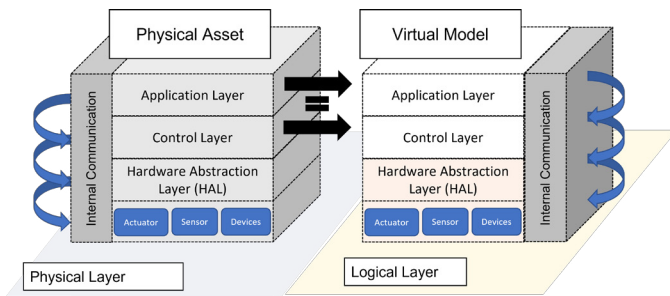 Physical Asset
Virtual Model
Internal Communication
Application Layer
Control Layer
Hardware Abstraction
Layer (HAL)
Actuator
Sensor
Devices
Application Layer
Control Layer
Hardware Abstraction
Layer (HAL)
Actuator
Sensor
Devices
Internal Communication
Physical Layer
Logical Layer